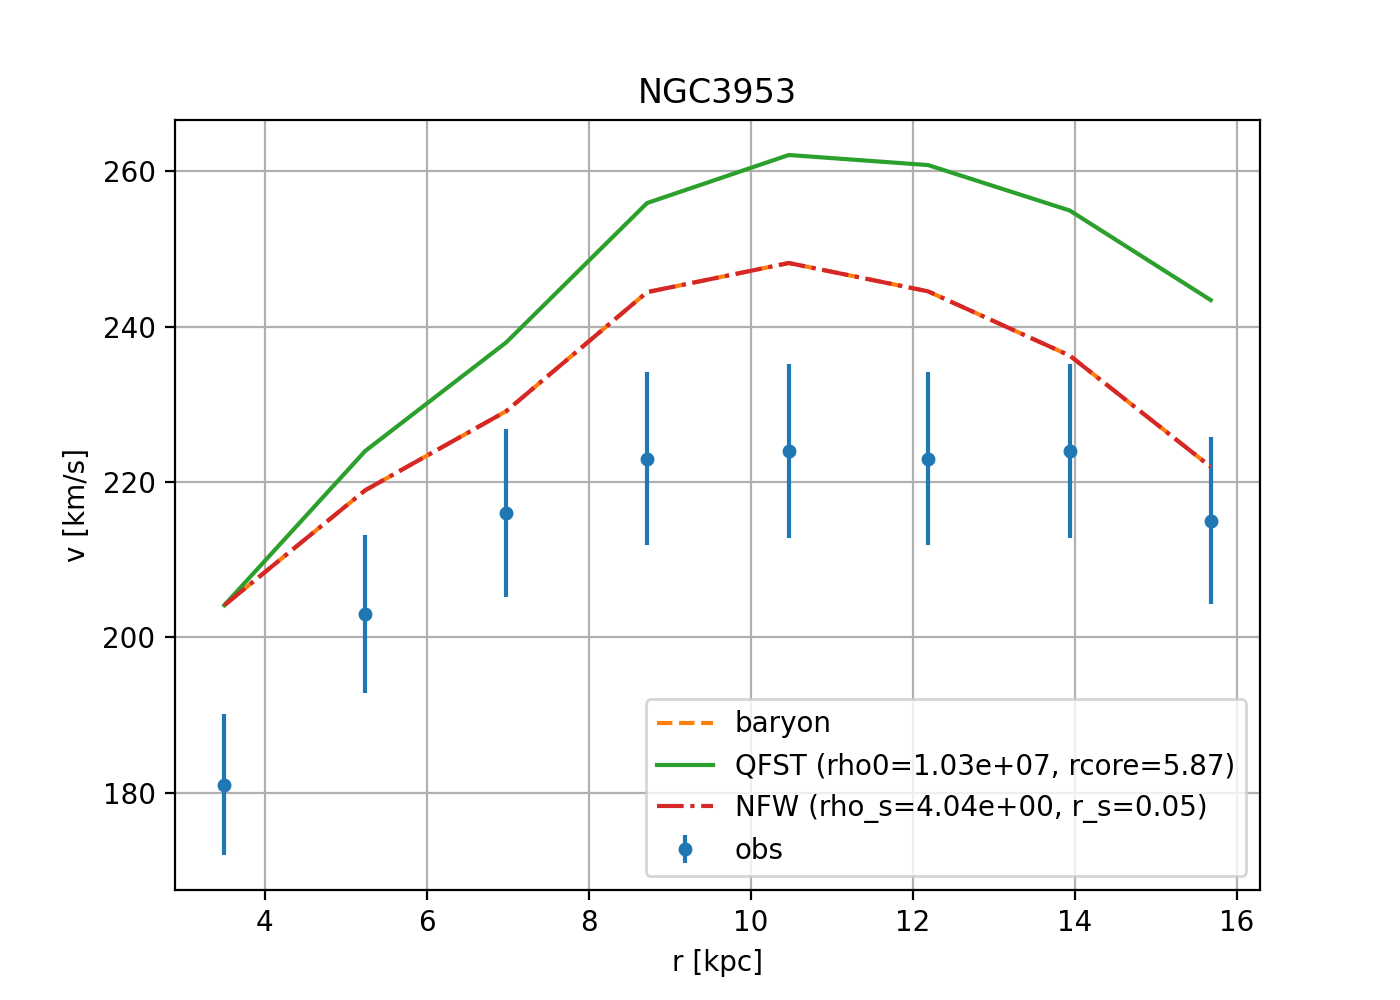 NGC3953
260
240
220
200
180
v [km/s]
baryon
QFST (rho0=1.03e+07, rcore=5.87)
NFW (rho_s=4.04e+00, r_s=0.05)
obs
4 6 8 10 12 14 16
r [kpc]